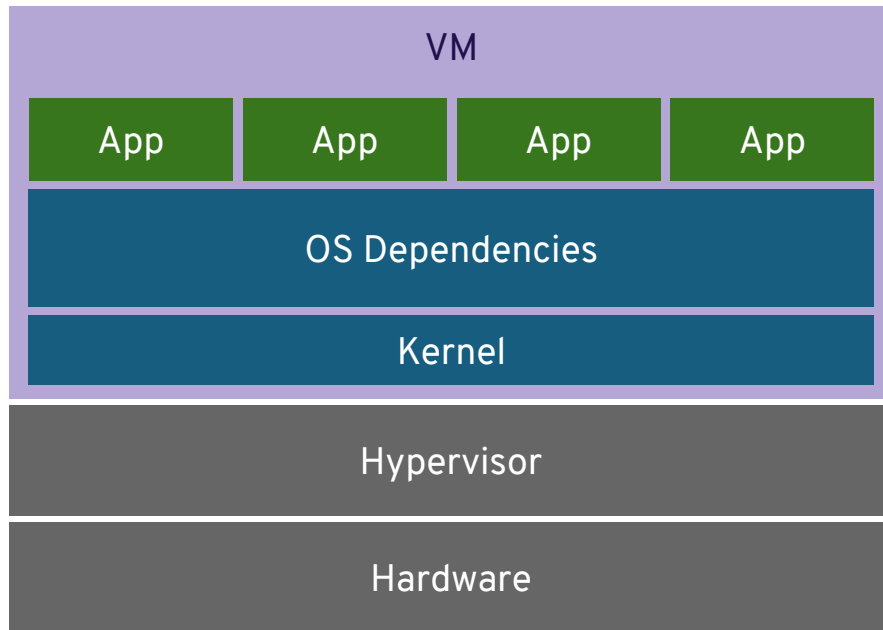 VM
App App App App
OS Dependencies
Kernel
Hypervisor
Hardware